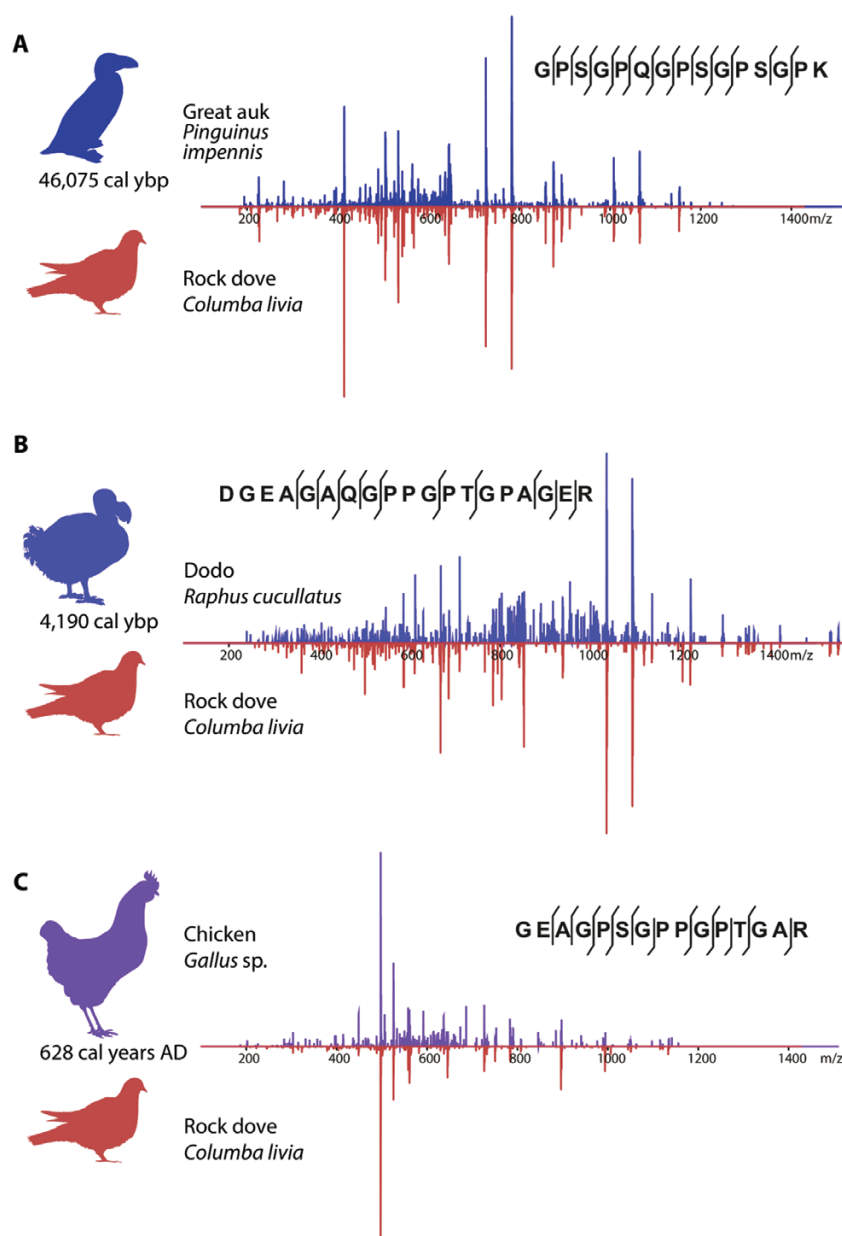 A
GPSGPQGPSGPSGPK
Great auk
Pinguinus
impennis
46,075 cal ybp
200 400 600 800 1000 1200 1400m/z
Rock dove
Columba livia
B
DGEAGAQGPPGPTGPAGER
Dodo
Raphus cucullatus
4,190 cal ybp
200 400 600 800 1000 1200 1400m/z
Rock dove
Columba livia
C
GEAGPSGPPGPTGAR
Chicken
Gallus sp.
628 cal years AD
200 400 600 800 1000 1200 1400 m/z
Rock dove
Columba livia